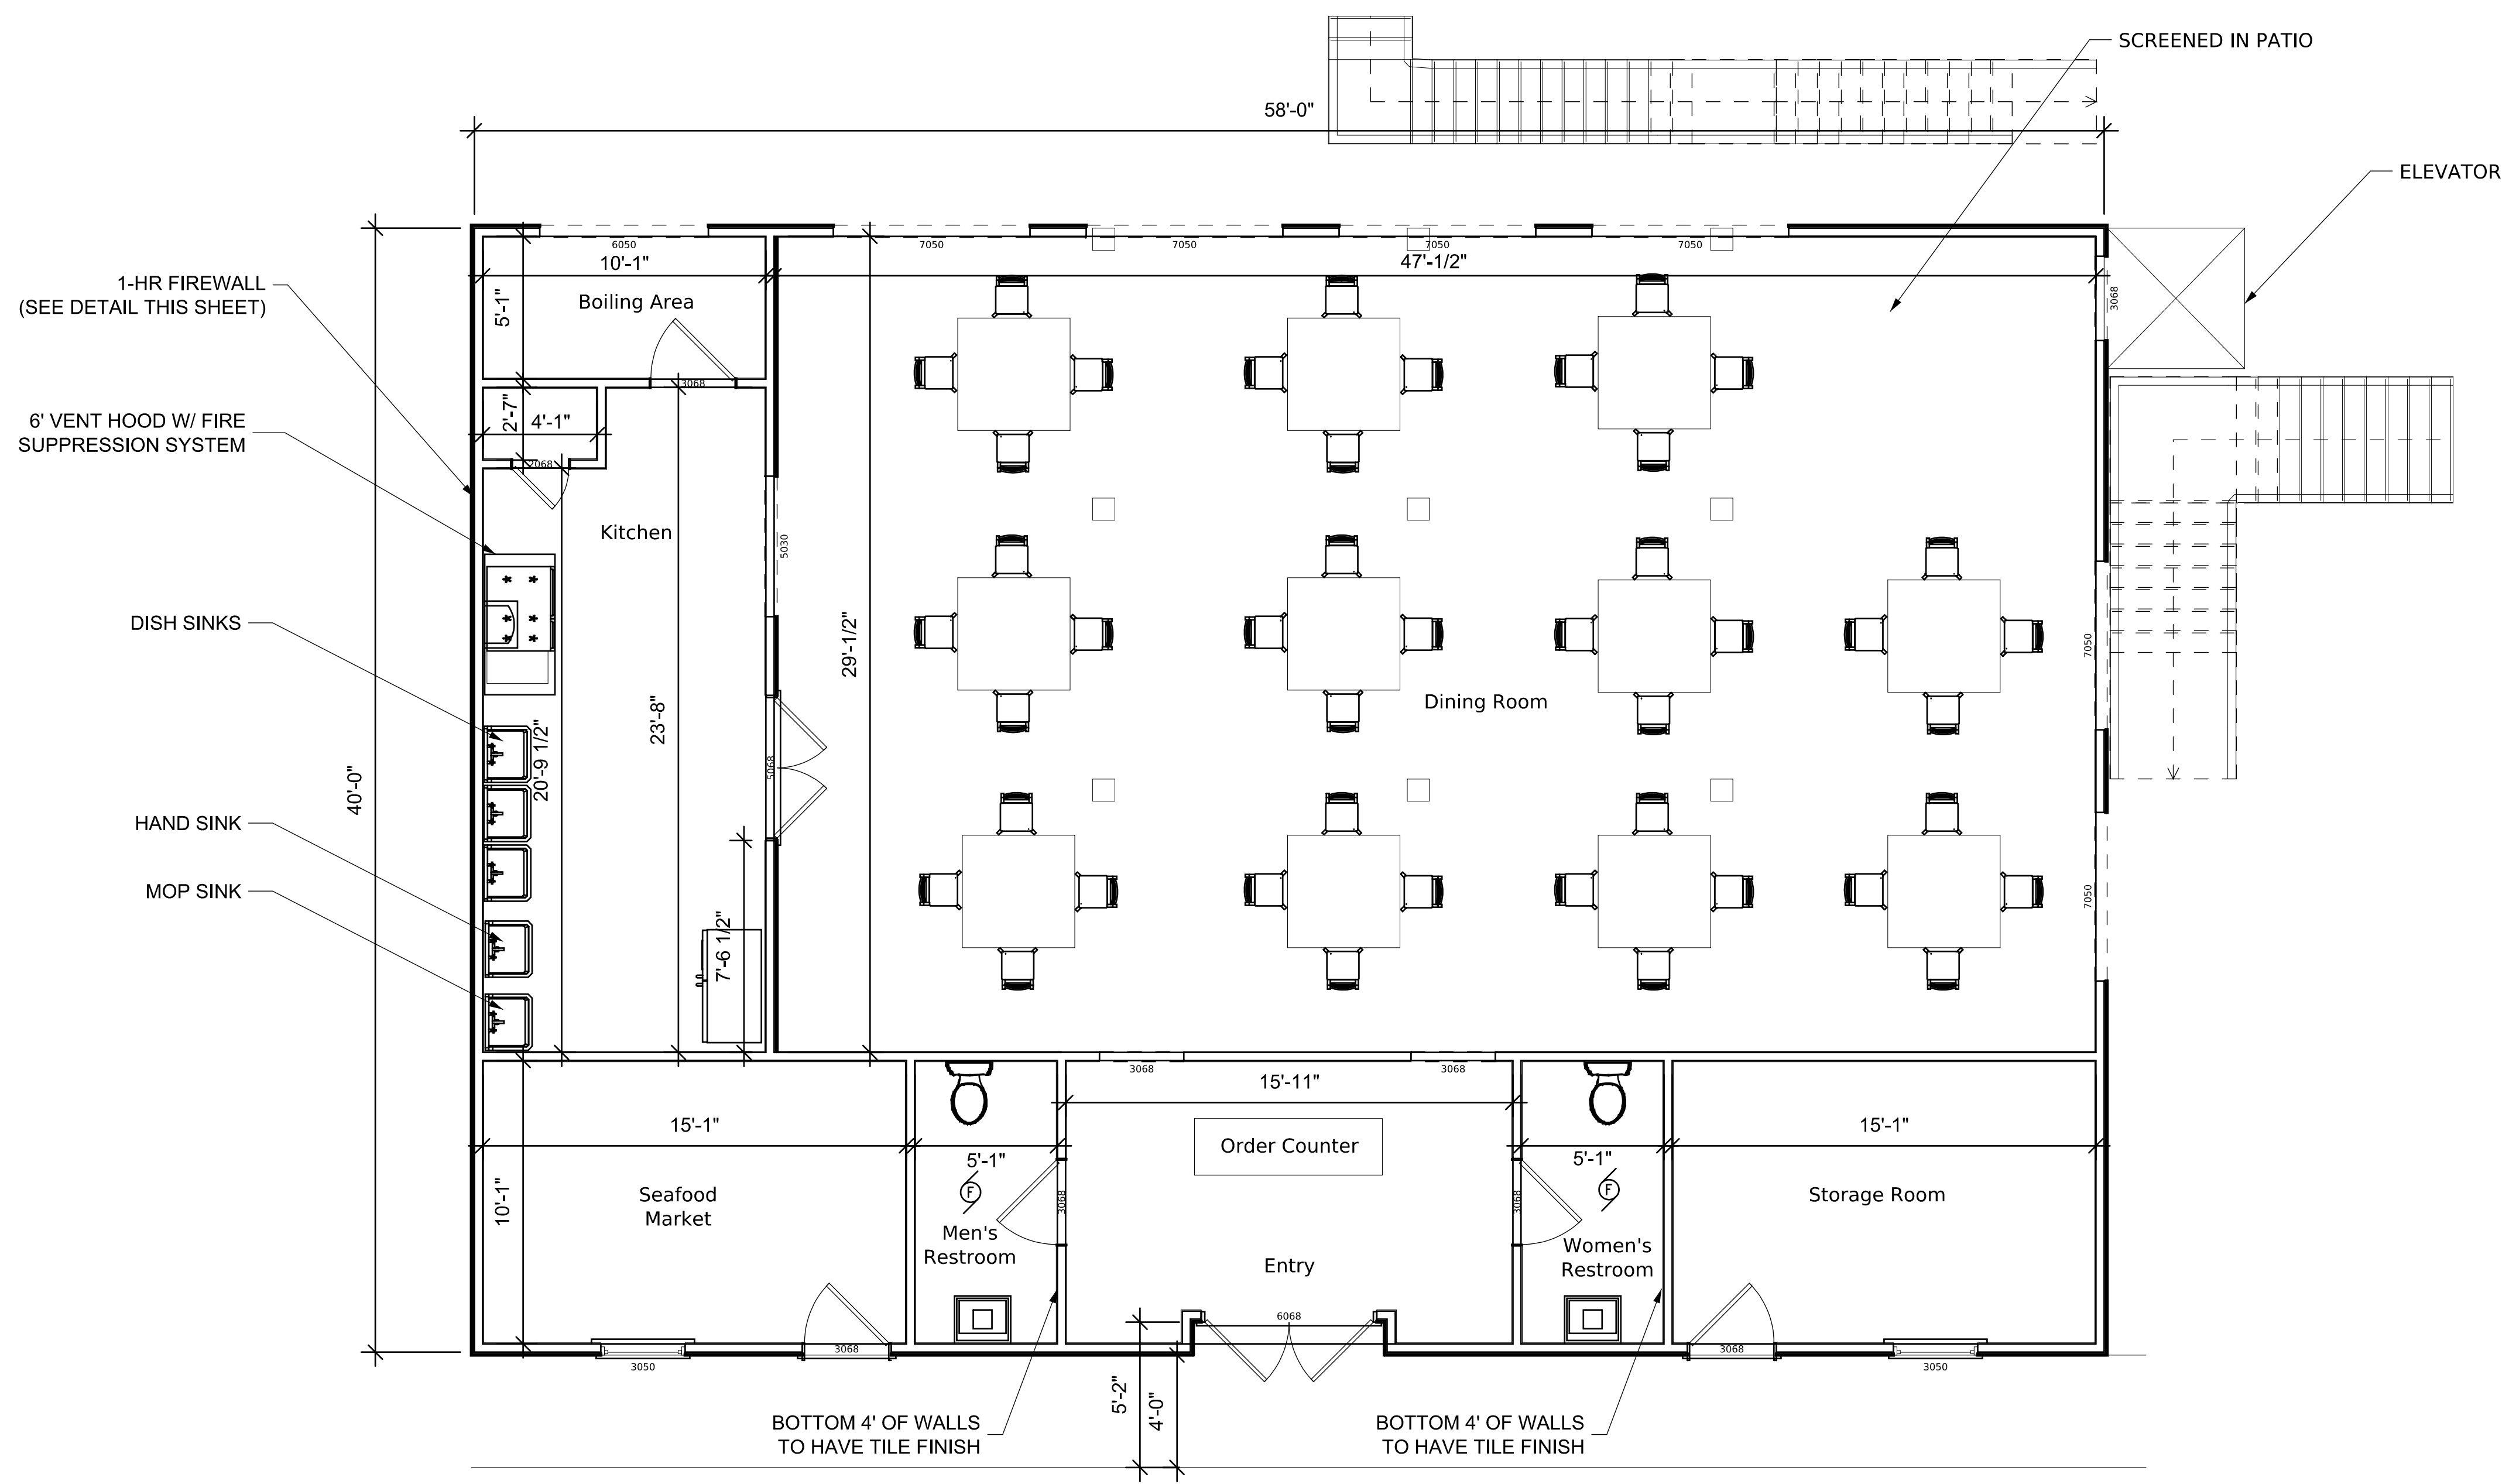 SCREENED IN PATIO
58'-0"
ELEVATOR
6050
7050
7050
7050
7050
10'-1"
47'-1/2"
1-HR FIREWALL
(SEE DETAIL THIS SHEET)
5'-1"
Boiling Area
3068
3068
6' VENT HOOD W/ FIRE
SUPPRESSION SYSTEM
2'-7"
4'-1"
2068
Kitchen
5030
DISH SINKS
29'-1/2"
7050
Dining Room
23'-8"
20'-9 1/2"
5068
40'-0"
HAND SINK
MOP SINK
7'-6 1/2"
7050
3068
3068
15'-11"
15'-1"
5'-1"
Order Counter
5'-1"
15'-1"
10'-1"
Seafood
Market
F
3068
3068
F
Storage Room
Men's
Restroom
Entry
Women's
Restroom
6068
3068
3068
3050
3050
5'-2"
4'-0"
BOTTOM 4' OF WALLS
TO HAVE TILE FINISH
BOTTOM 4' OF WALLS
TO HAVE TILE FINISH